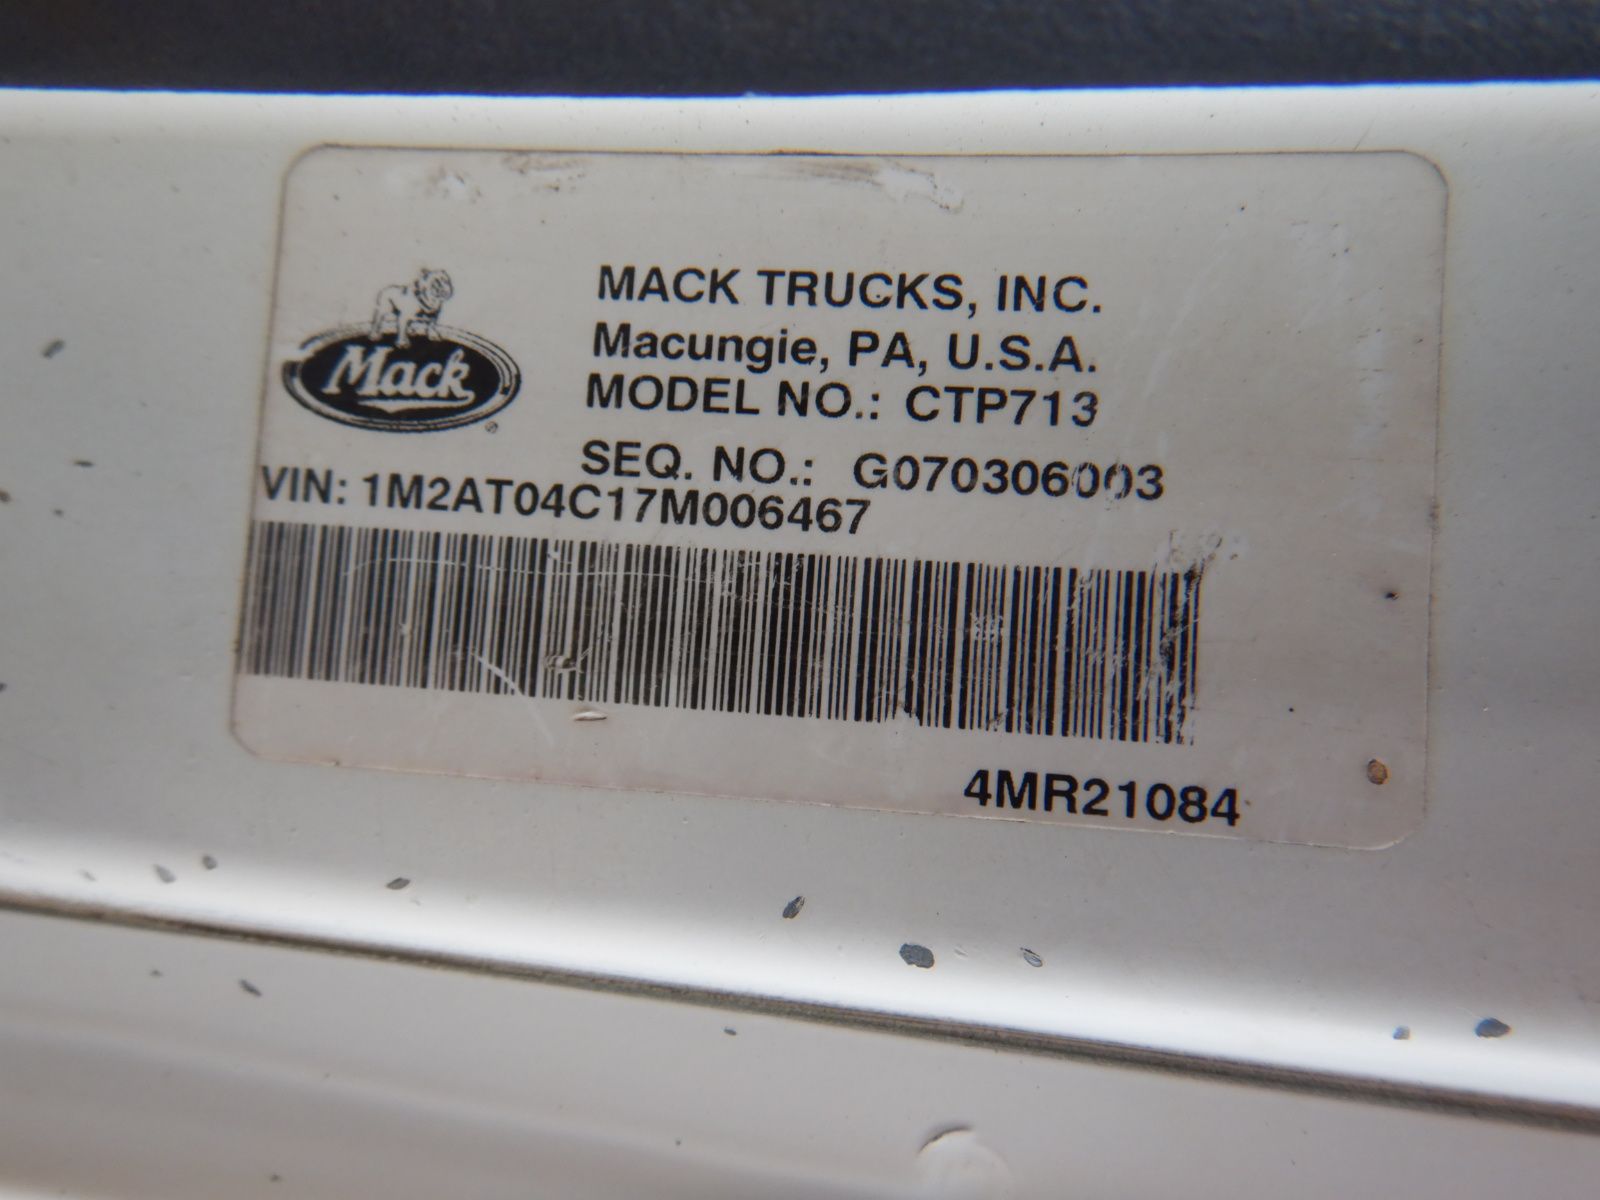 Mack
®
MACK TRUCKS, INC.
Macungie, PA, U.S.A.
MODEL NO.: CTP713
SEQ. NO.: G070306003
VIN: 1M2AT04C17M006467
4MR21084